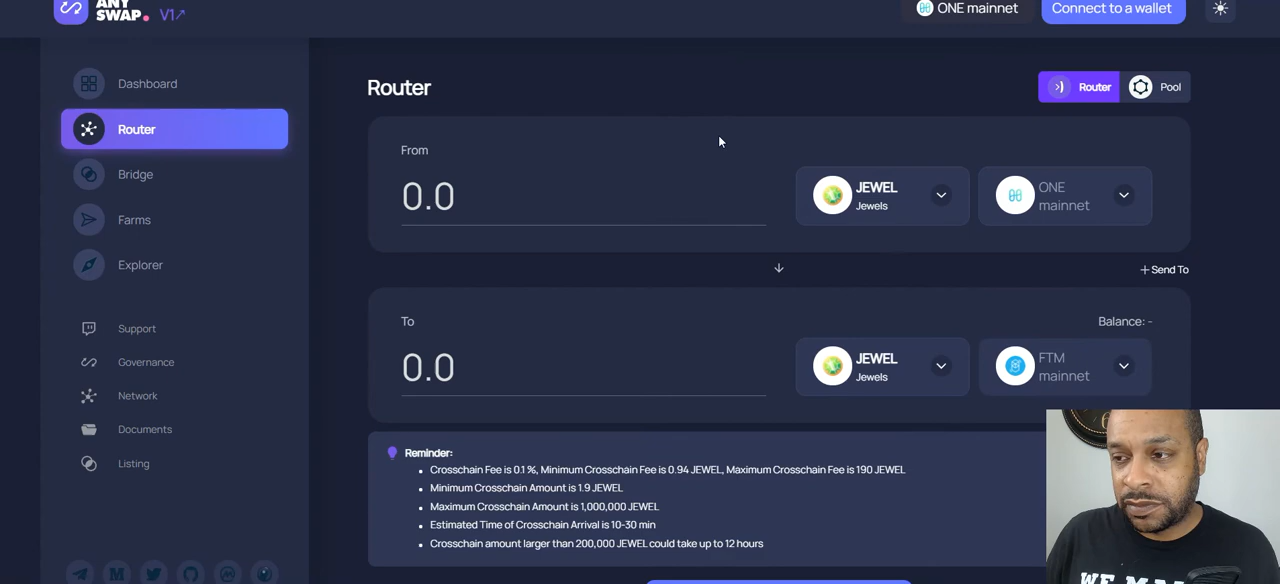 ANY
SWAP. V1↗
ONE mainnet
Connect to a wallet
Dashboard
Router
Bridge
Farms
Explorer
Support
Governance
Network
Documents
Listing
Router
Router
Pool
From
0.0
JEWEL
Jewels
ONE
mainnet
+ Send To
To
Balance: -
0.0
JEWEL
Jewels
FTM
mainnet
Reminder:
Crosschain Fee is 0.1 %, Minimum Crosschain Fee is 0.94 JEWEL, Maximum Crosschain Fee is 190 JEWEL
Minimum Crosschain Amount is 1.9 JEWEL
Maximum Crosschain Amount is 1,000,000 JEWEL
Estimated Time of Crosschain Arrival is 10-30 min
Crosschain amount larger than 200,000 JEWEL could take up to 12 hours
WE MA